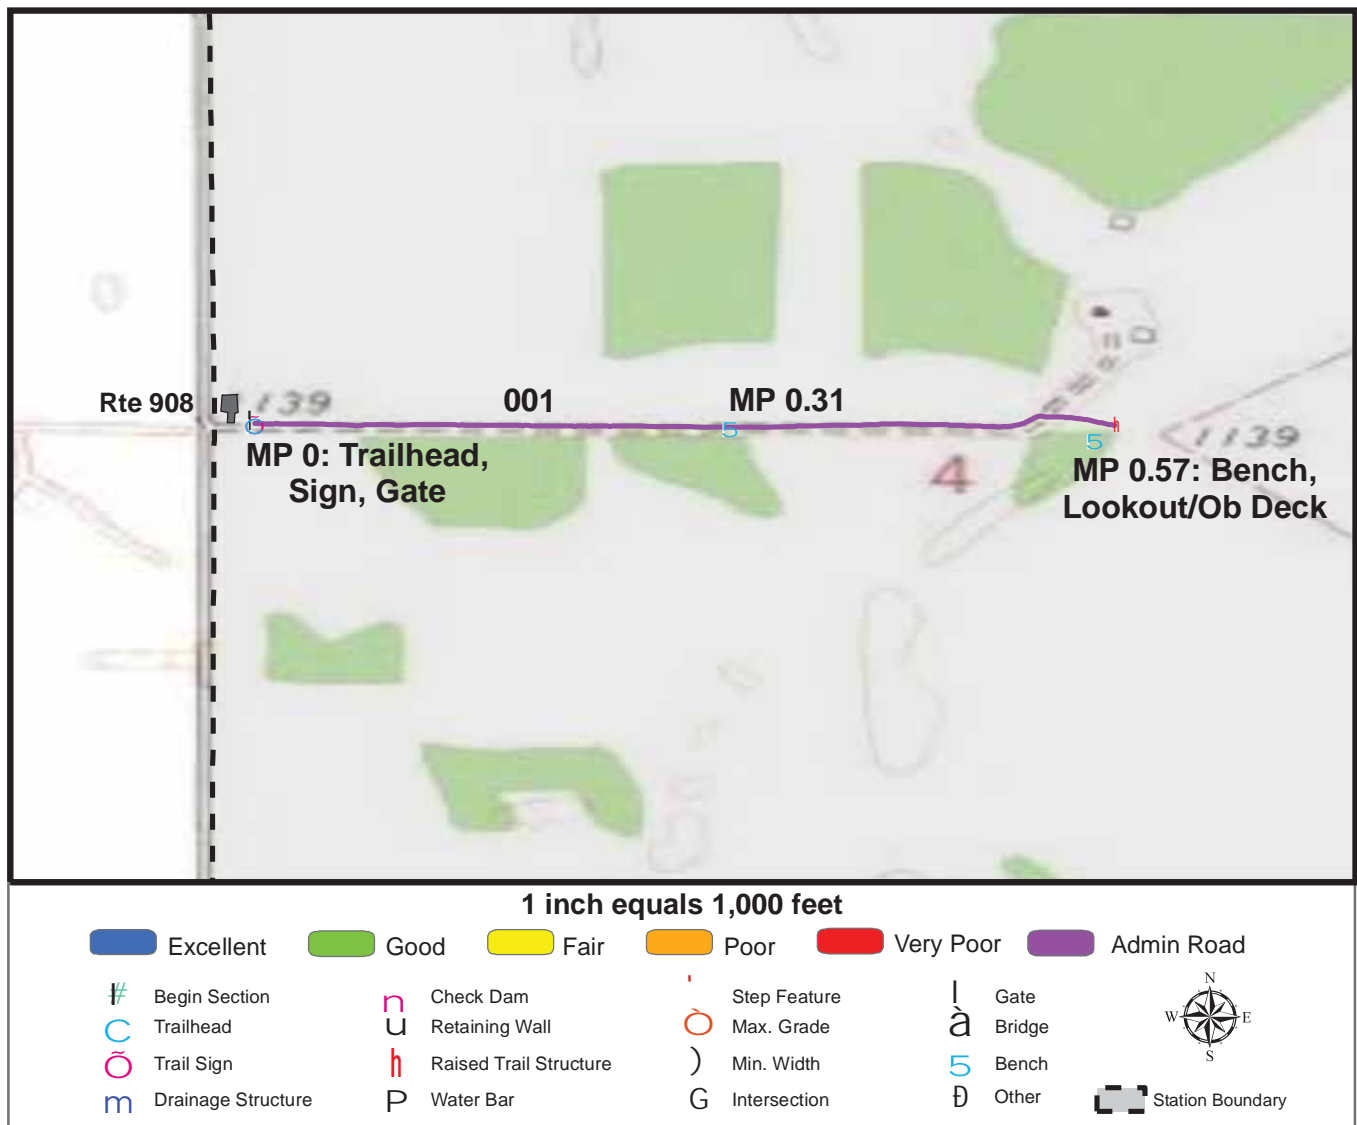 Rte 908
1139
001
MP 0.31
MP 0: Trailhead,
Sign, Gate
4
1139
MP 0.57: Bench,
Lookout/Ob Deck
1 inch equals 1,000 feet
Excellent
Good
Fair
Poor
Very Poor
Admin Road
Begin Section
Check Dam
Step Feature
Gate
Trailhead
Retaining Wall
Max. Grade
Bridge
Trail Sign
Raised Trail Structure
Min. Width
Bench
Drainage Structure
Water Bar
Intersection
Other
Station Boundary
N
W
E
S